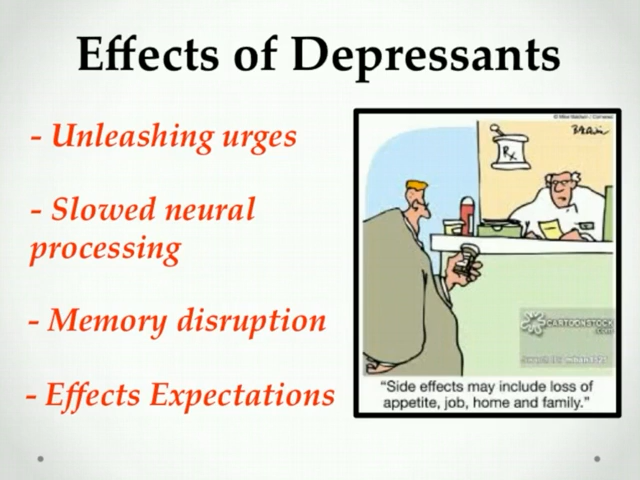 Effects of Depressants
- Unleashing urges
- Slowed neural
processing
- Memory disruption
- Effects Expectations
Rx
CARTOONSTOCK
.com
"Side effects may include loss of
appetite, job, home and family."